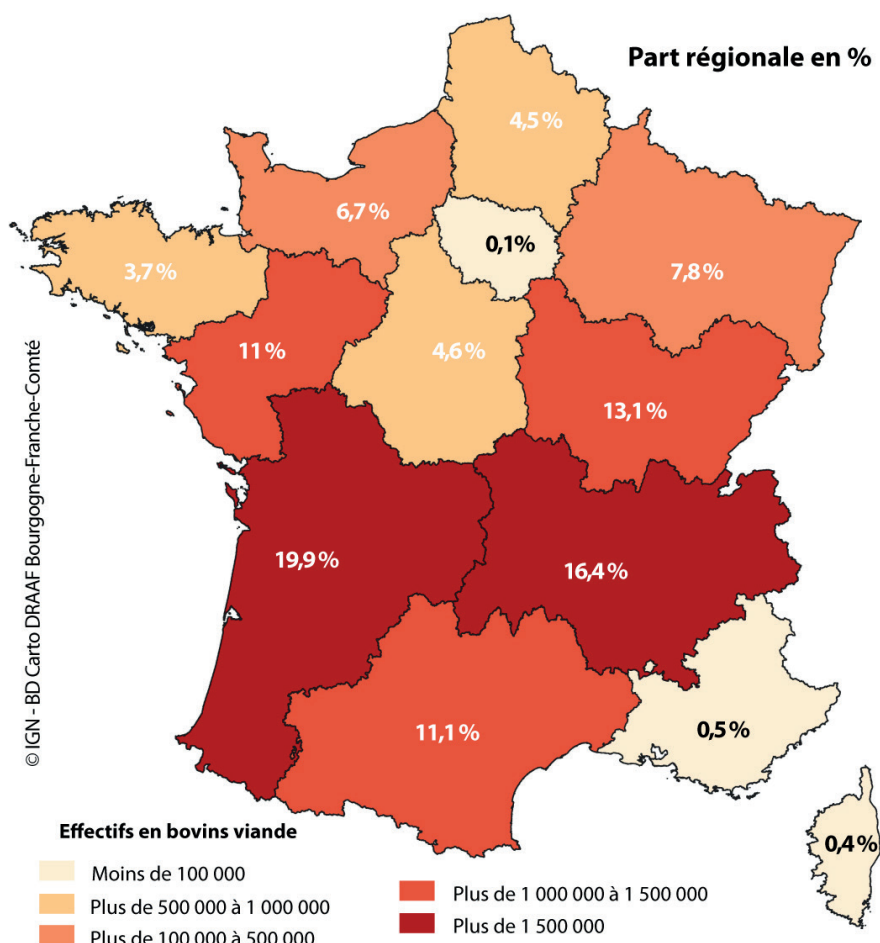 Part régionale en %
4,5 %
6,7 %
0,1%
3,7 %
7,8 %
11 %
4,6 %
13,1 %
19,9 %
16,4 %
11,1 %
0,5 %
0,4 %
© IGN - BD Carto DRAAF Bourgogne-Franche-Comté
Effectifs en bovins viande
Moins de 100 000
Plus de 500 000 à 1 000 000
Plus de 100 000 à 500 000
Plus de 1 000 000 à 1 500 000
Plus de 1 500 000